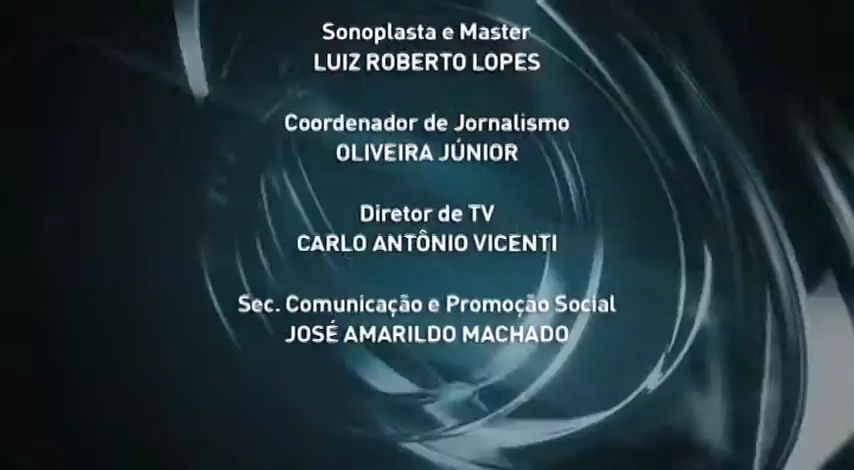 Sonoplasta e Master
LUIZ ROBERTO LOPES
Coordenador de Jornalismo
OLIVEIRA JÚNIOR
Diretor de TV
CARLO ANTÔNIO VICENTI
Sec. Comunicação e Promoção Social
JOSÉ AMARILDO MACHADO